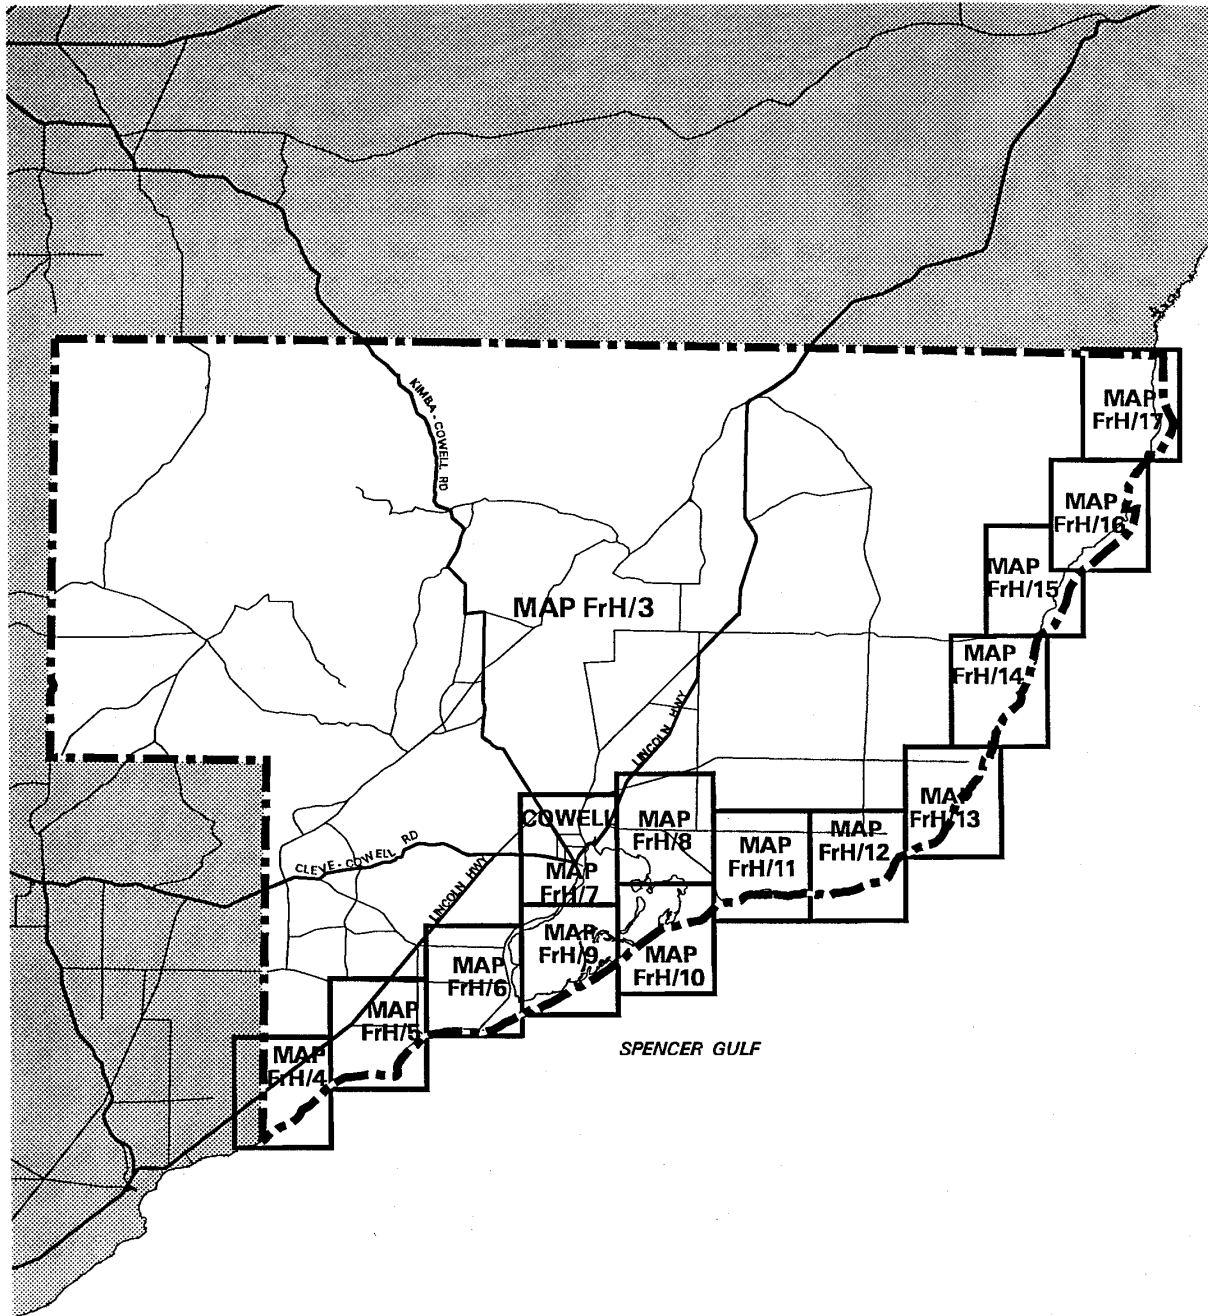 KIMBA - COWELL RD
MAP
FrH/17
MAP
FrH/16
MAP
FrH/15
MAP FrH/3
MAP
FrH/14
LINCOLN HWY
MAP
FrH/13
COWELL
MAP
FrH/7
MAP
FrH/8
MAP
FrH/11
MAP
FrH/12
CLEVE - COWELL RD
LINCOLN HWY
MAP
FrH/9
MAP
FrH/10
MAP
FrH/6
MAP
FrH/5
SPENCER GULF
MAP
FrH/4